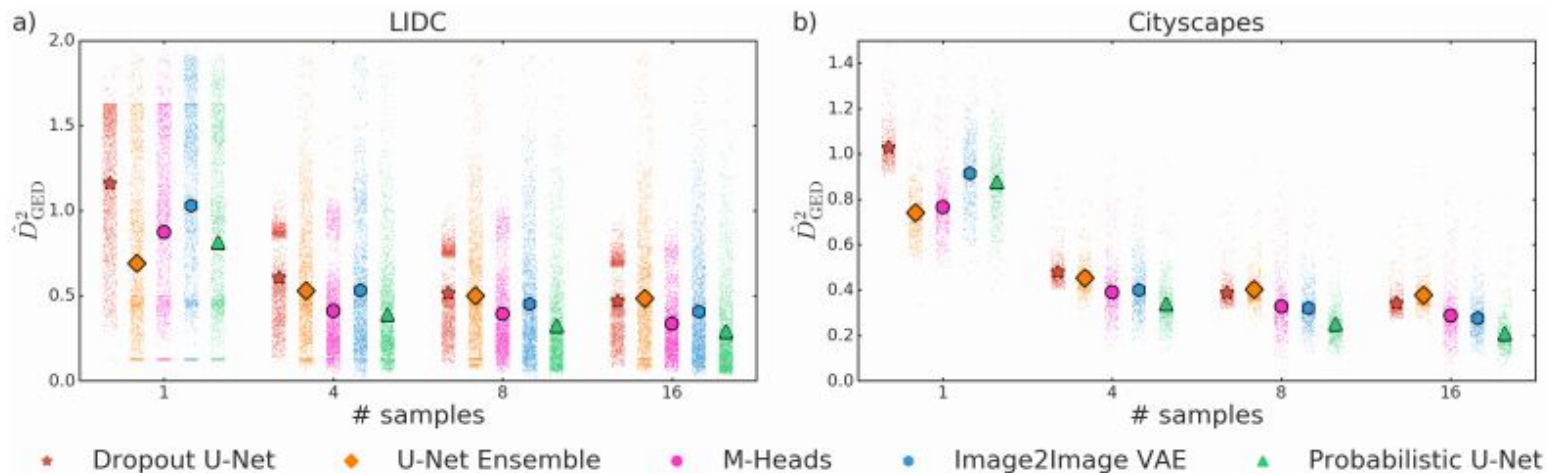 a) LIDC
2.0
1.5
1.0
0.5
0.0
D̂²GED
1 4 8 16
# samples
b) Cityscapes
1.4
1.2
1.0
0.8
0.6
0.4
0.2
0.0
D̂²GED
1 4 8 16
# samples
Dropout U-Net U-Net Ensemble M-Heads Image2Image VAE Probabilistic U-Net